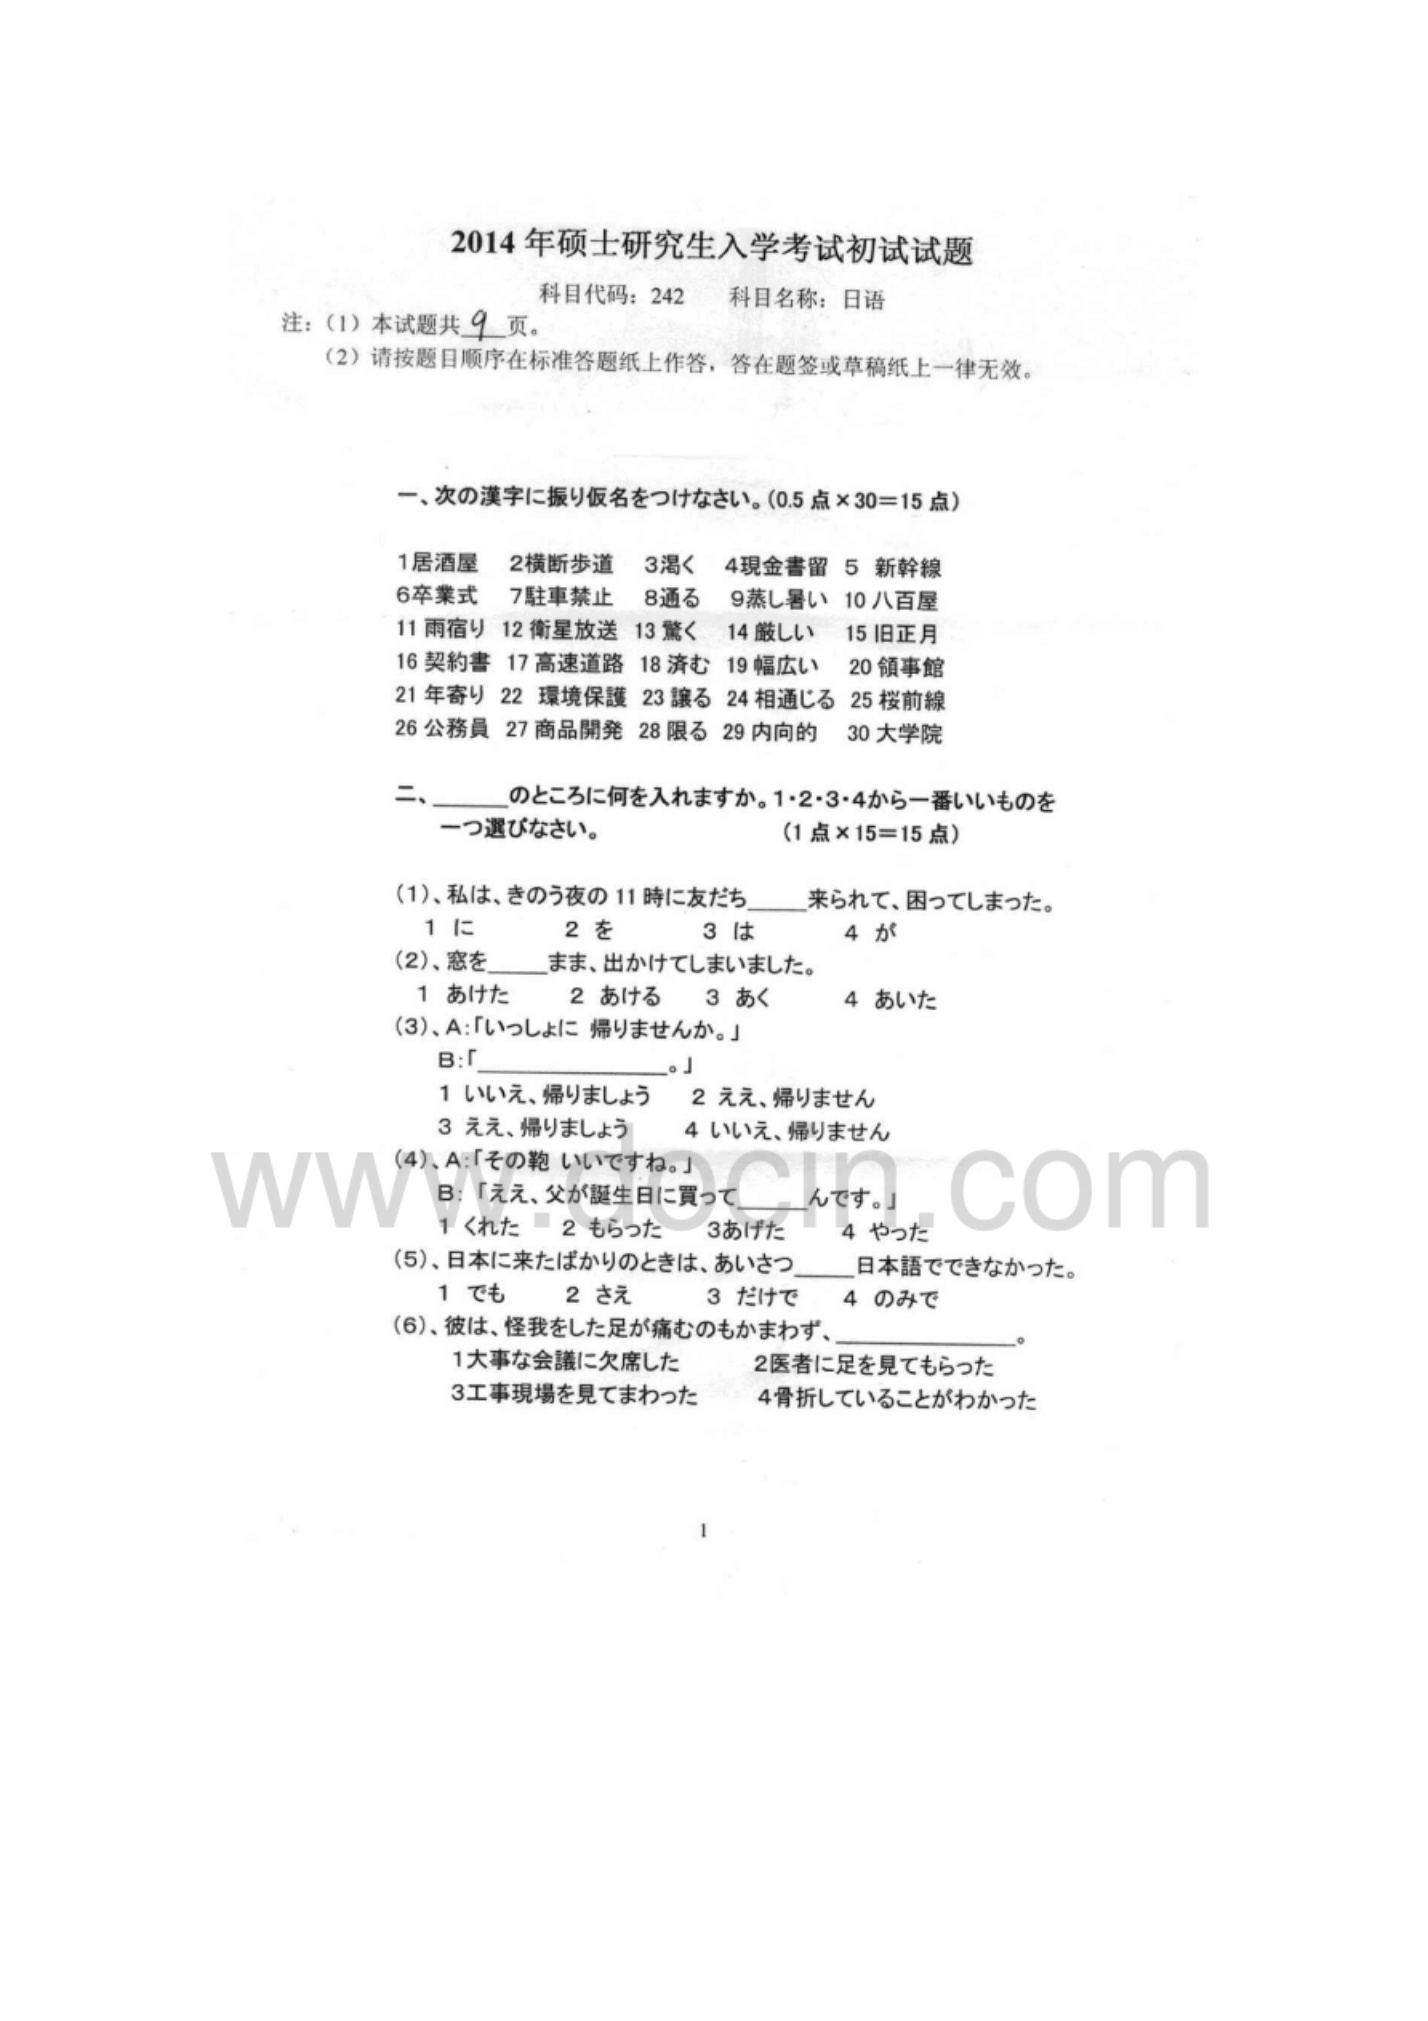 2014 年硕士研究生入学考试初试试题
科目代码：242 科目名称：日语
注：（1）本试题共 9 页。
（2）请按题目顺序在标准答题纸上作答，答在题签或草稿纸上一律无效。
一、次の漢字に振り仮名をつけなさい。（0.5 点×30＝15 点）
1居酒屋 2横断歩道 3渇く 4現金書留 5 新幹線
6卒業式 7駐車禁止 8通る 9蒸し暑い 10 八百屋
11 雨宿り 12 衛星放送 13 驚く 14 厳しい 15 旧正月
16 契約書 17 高速道路 18 済む 19 幅広い 20 領事館
21 年寄り 22 環境保護 23 譲る 24 相通じる 25 桜前線
26 公務員 27 商品開発 28 限る 29 内向的 30 大学院
二、______のところに何を入れますか。1・2・3・4から一番いいものを
一つ選びなさい。 （1 点×15＝15 点）
（1）、私は、きのう夜の 11 時に友だち_____来られて、困ってしまった。
1 に 2 を 3 は 4 が
（2）、窓を_____まま、出かけてしまいました。
1 あけた 2 あける 3 あく 4 あいた
（3）、A：「いっしょに 帰りませんか。」
B：「________________。」
1 いいえ、帰りましょう 2 ええ、帰りません
3 ええ、帰りましょう 4 いいえ、帰りません
（4）、A：「その鞄 いいですね。」
B：「ええ、父が誕生日に買って______んです。」
1 くれた 2 もらった 3あげた 4 やった
（5）、日本に来たばかりのときは、あいさつ_____日本語でできなかった。
1 でも 2 さえ 3 だけで 4 のみで
（6）、彼は、怪我をした足が痛むのもかまわず、_______________。
1大事な会議に欠席した 2医者に足を見てもらった
3工事現場を見てまわった 4骨折していることがわかった
www.docin.com
1